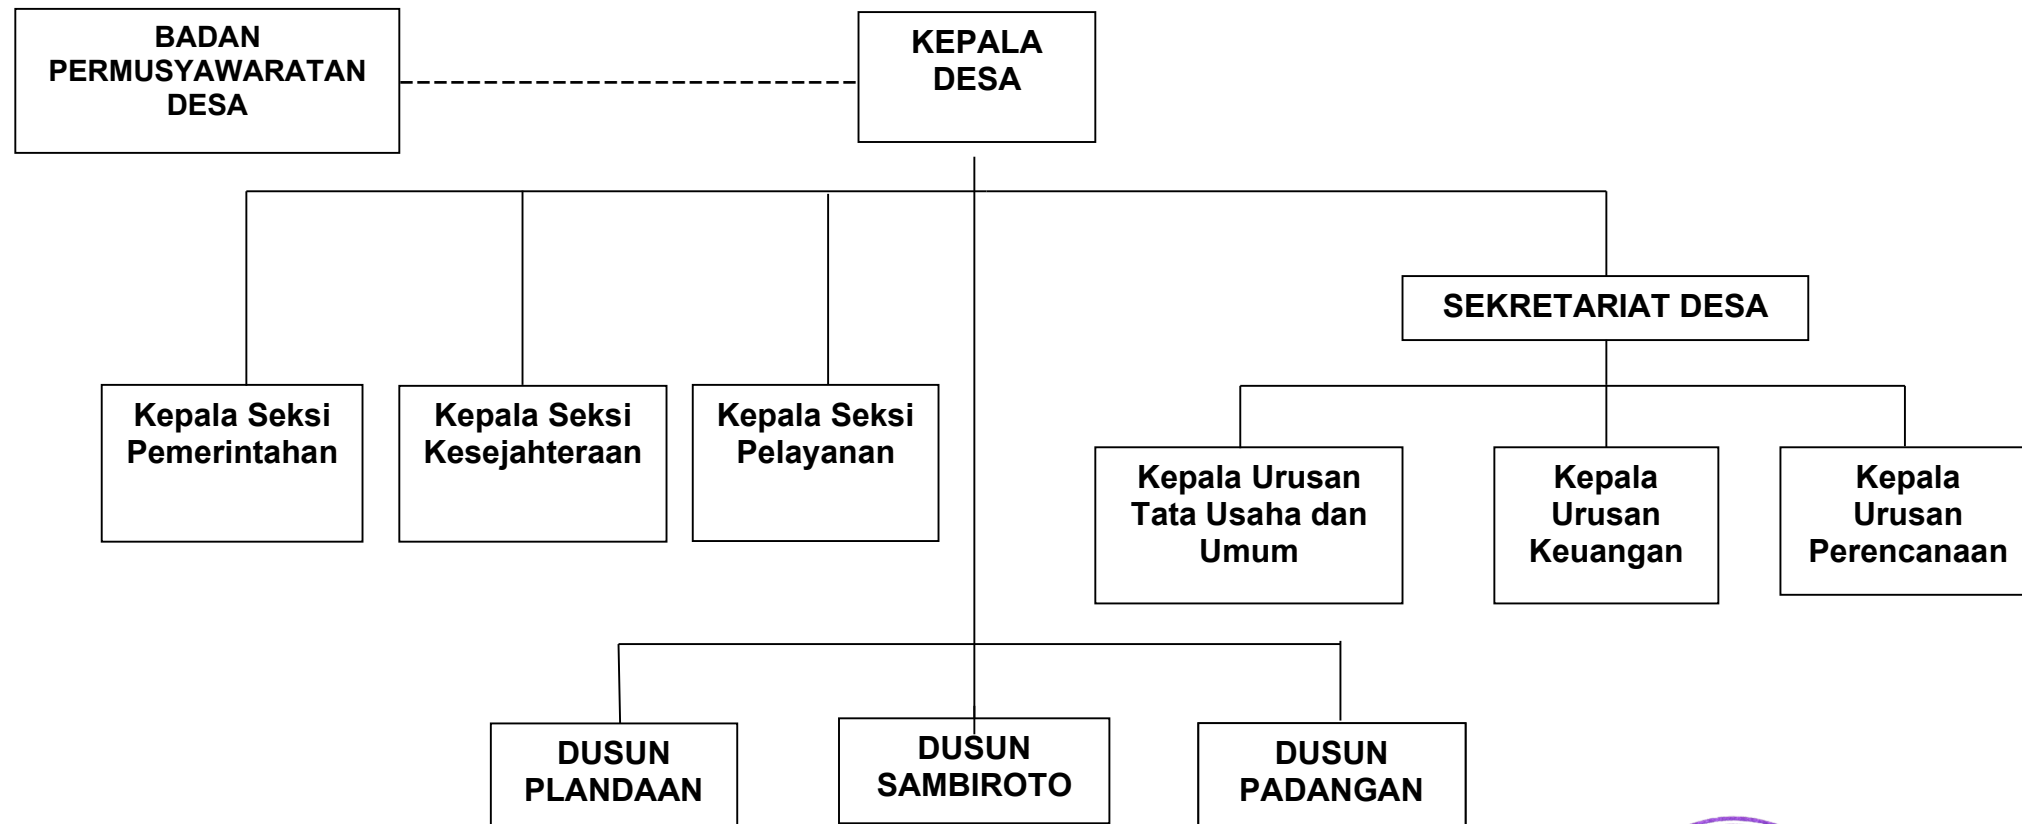 BADAN
PERMUSYAWARATAN
DESA
KEPALA
DESA
SEKRETARIAT DESA
Kepala Seksi
Pemerintahan
Kepala Seksi
Kesejahteraan
Kepala Seksi
Pelayanan
Kepala Urusan
Tata Usaha dan
Umum
Kepala
Urusan
Keuangan
Kepala
Urusan
Perencanaan
DUSUN
PLANDAAN
DUSUN
SAMBIROTO
DUSUN
PADANGAN